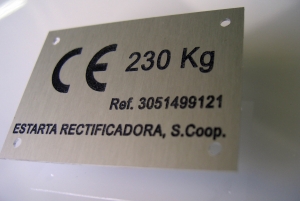 CE 230 Kg
Ref. 3051499121
ESTARTA RECTIFICADORA, S.Coop.